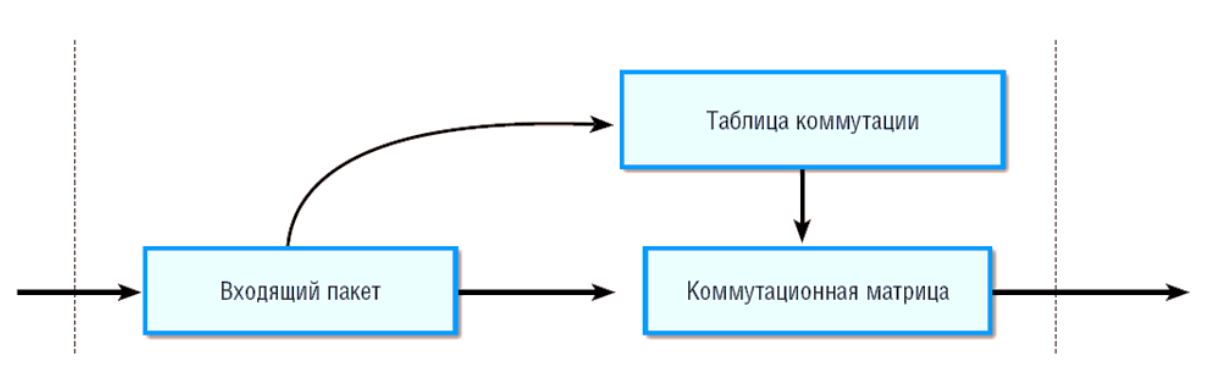 Таблица коммутации
Входящий пакет
Коммутационная матрица